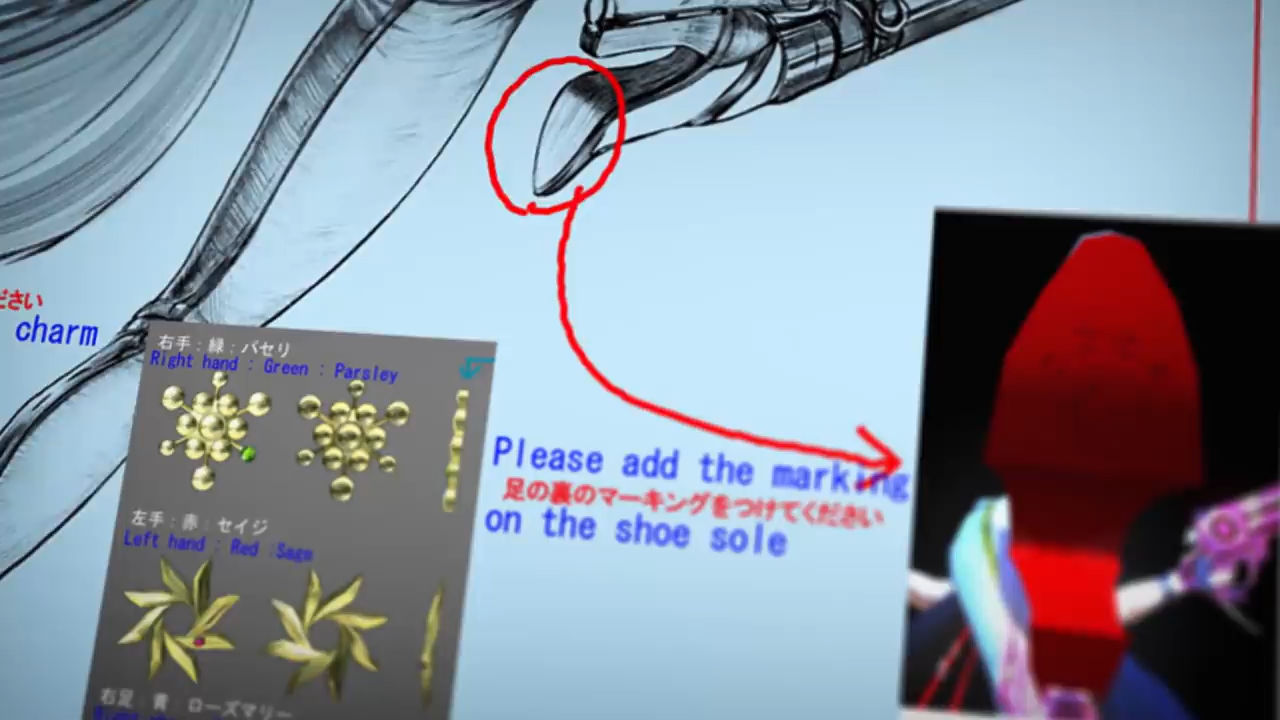 ださい
charm
右手：緑：パセリ
Right hand : Green : Parsley
左手：赤：セイジ
Left hand : Red :Sage
右足：青：ローズマリー
Please add the marking
足の裏のマーキングをつけてください
on the shoe sole